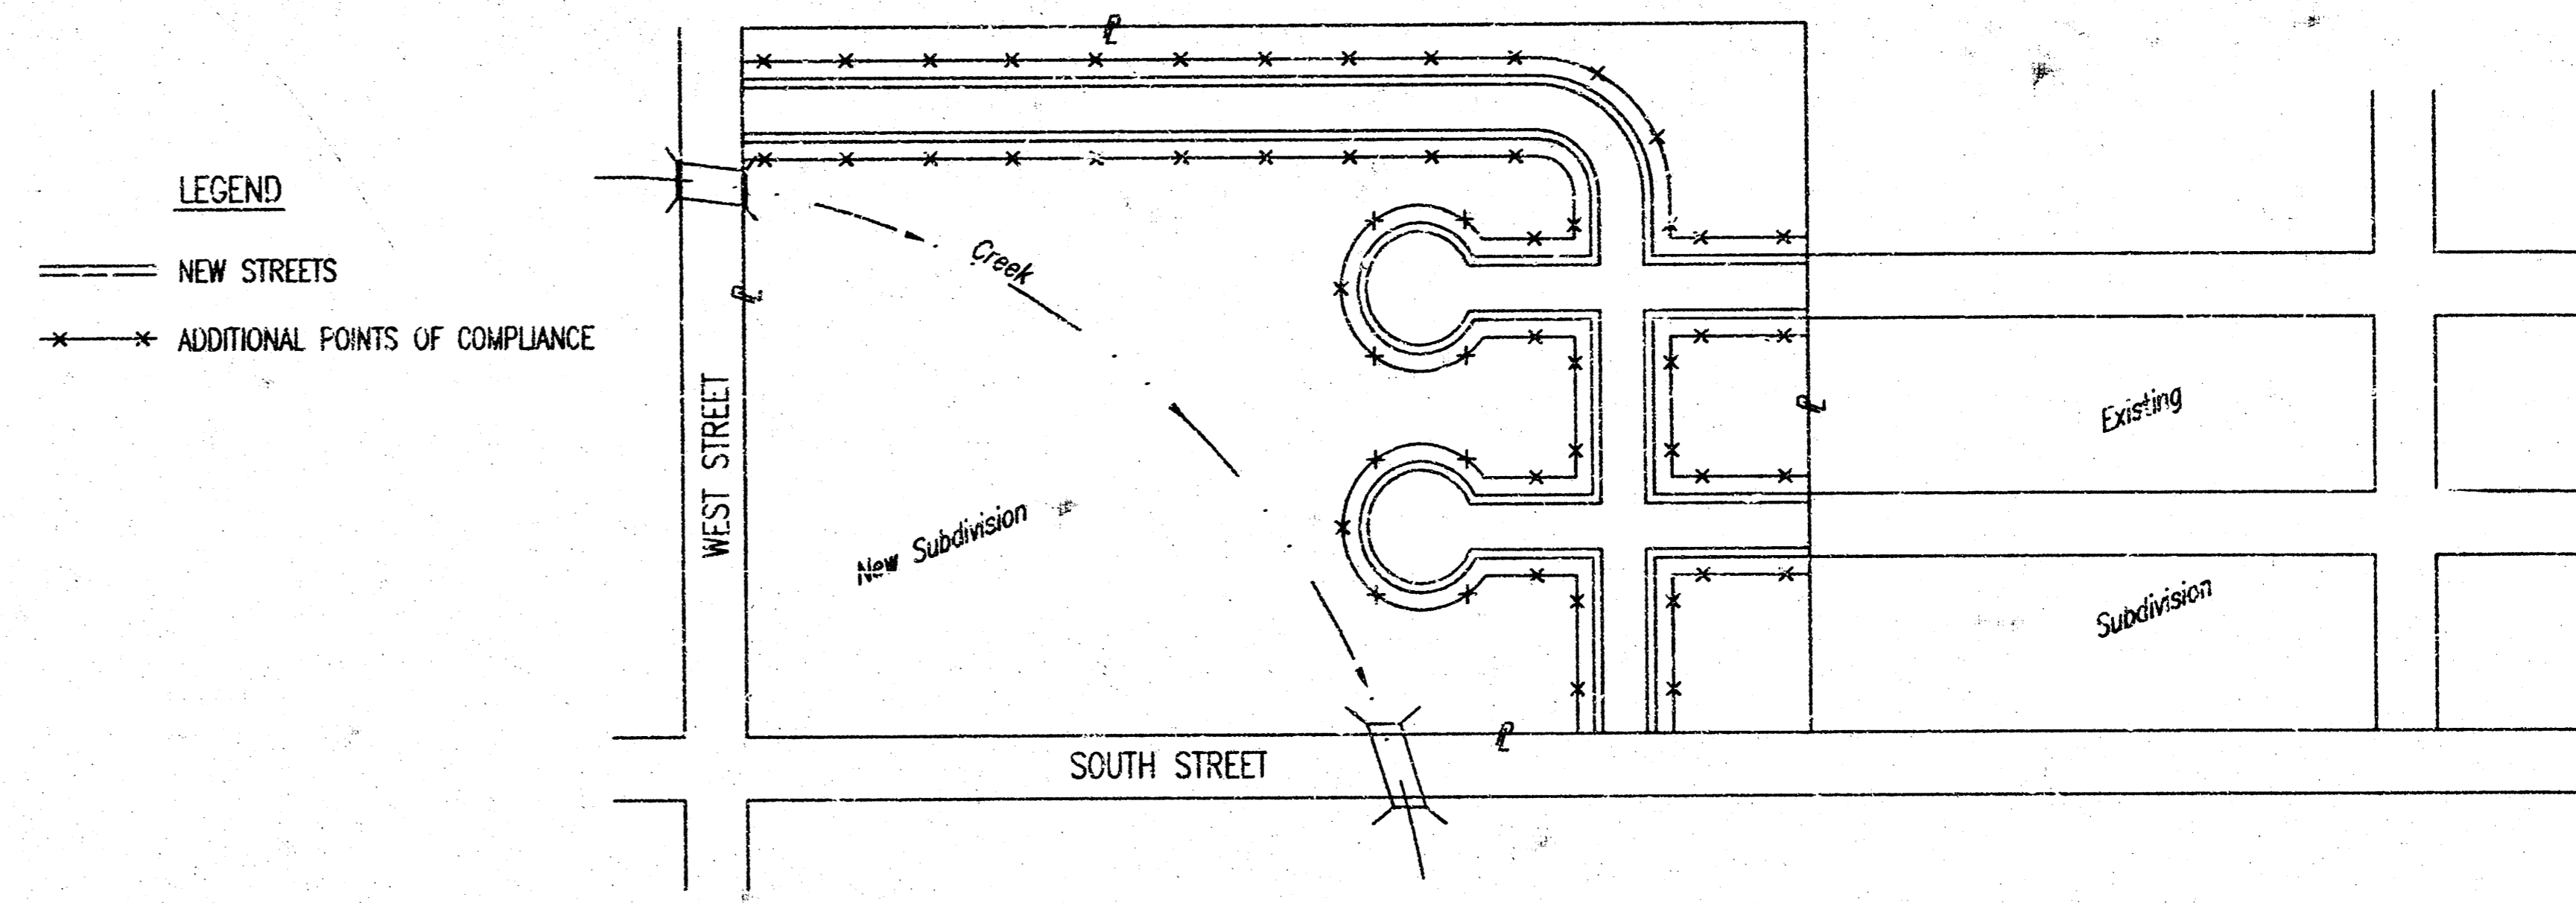 LEGEND
NEW STREETS
ADDITIONAL POINTS OF COMPLIANCE
WEST STREET
Creek
New Subdivision
Existing
Subdivision
SOUTH STREET
℄
℄
℄
℄